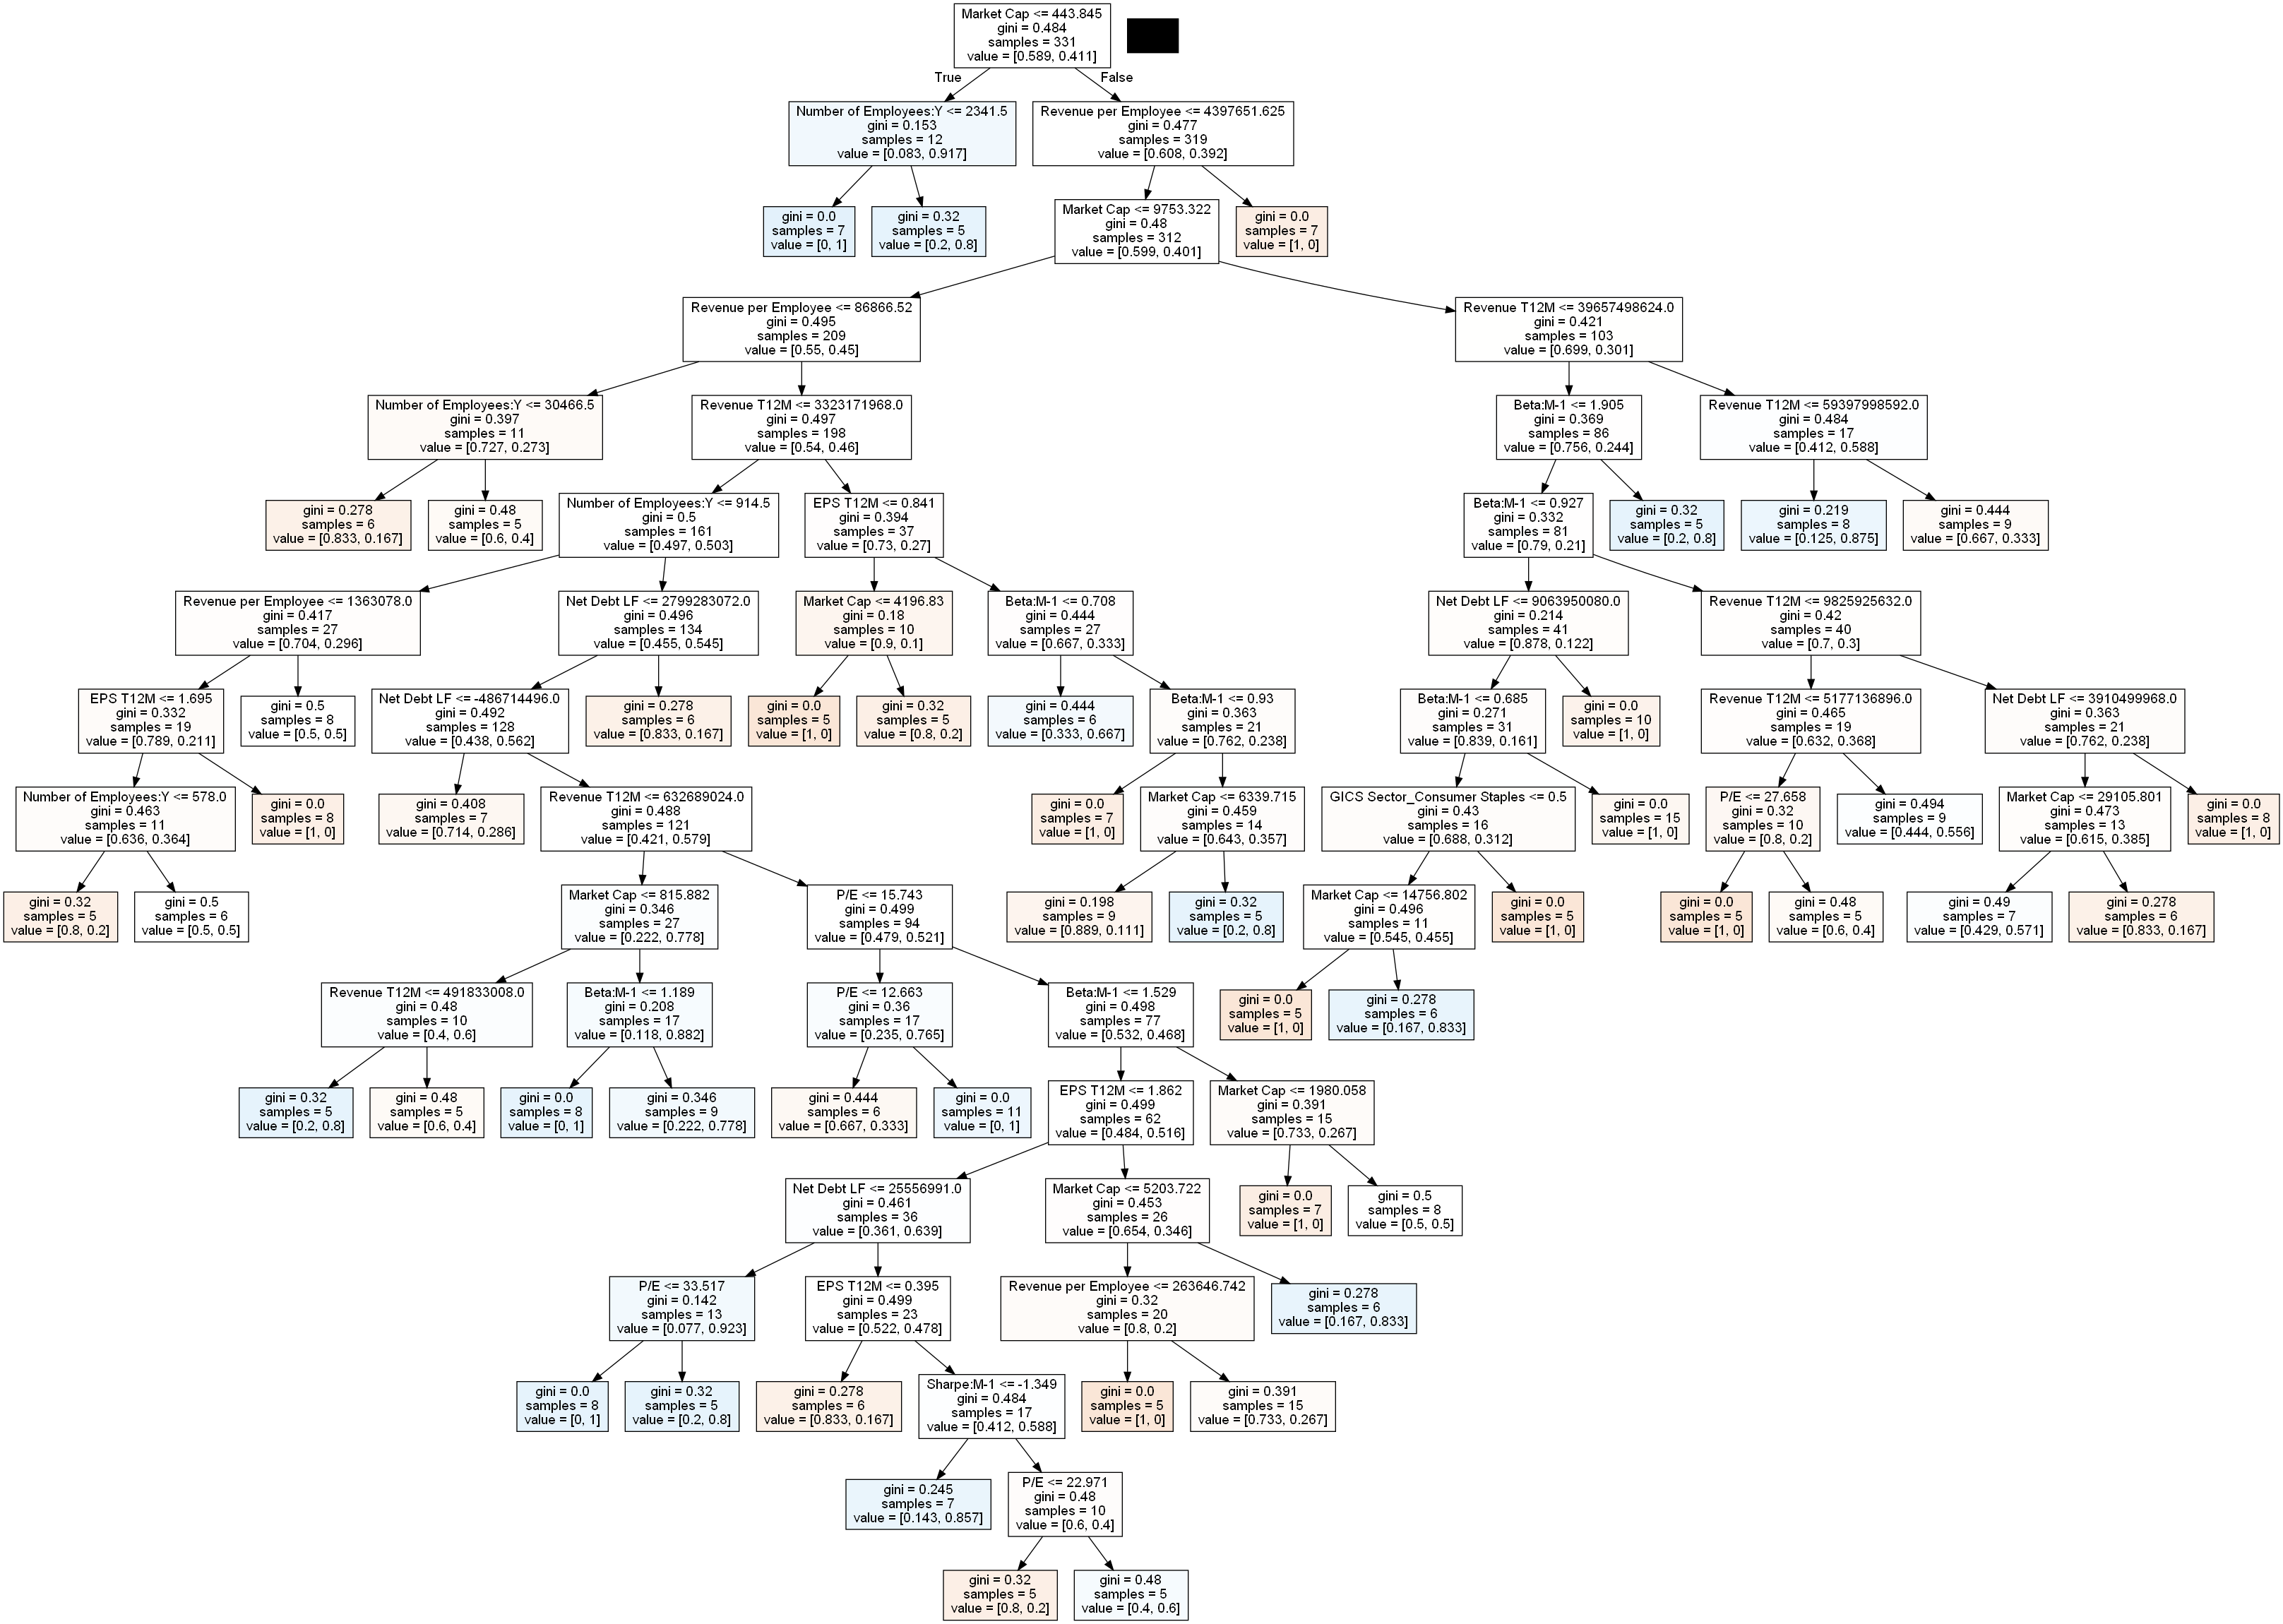 Market Cap <= 443.845
gini = 0.484
samples = 331
value = [0.589, 0.411]
True
False
Number of Employees:Y <= 2341.5
gini = 0.153
samples = 12
value = [0.083, 0.917]
Revenue per Employee <= 4397651.625
gini = 0.477
samples = 319
value = [0.608, 0.392]
gini = 0.0
samples = 7
value = [0, 1]
gini = 0.32
samples = 5
value = [0.2, 0.8]
Market Cap <= 9753.322
gini = 0.48
samples = 312
value = [0.599, 0.401]
gini = 0.0
samples = 7
value = [1, 0]
Revenue per Employee <= 86866.52
gini = 0.495
samples = 209
value = [0.55, 0.45]
Revenue T12M <= 39657498624.0
gini = 0.421
samples = 103
value = [0.699, 0.301]
Number of Employees:Y <= 30466.5
gini = 0.397
samples = 11
value = [0.727, 0.273]
Revenue T12M <= 3323171968.0
gini = 0.497
samples = 198
value = [0.54, 0.46]
Beta:M-1 <= 1.905
gini = 0.369
samples = 86
value = [0.756, 0.244]
Revenue T12M <= 59397998592.0
gini = 0.484
samples = 17
value = [0.412, 0.588]
gini = 0.278
samples = 6
value = [0.833, 0.167]
gini = 0.48
samples = 5
value = [0.6, 0.4]
Number of Employees:Y <= 914.5
gini = 0.5
samples = 161
value = [0.497, 0.503]
EPS T12M <= 0.841
gini = 0.394
samples = 37
value = [0.73, 0.27]
Beta:M-1 <= 0.927
gini = 0.332
samples = 81
value = [0.79, 0.21]
gini = 0.32
samples = 5
value = [0.2, 0.8]
gini = 0.219
samples = 8
value = [0.125, 0.875]
gini = 0.444
samples = 9
value = [0.667, 0.333]
Revenue per Employee <= 1363078.0
gini = 0.417
samples = 27
value = [0.704, 0.296]
Net Debt LF <= 2799283072.0
gini = 0.496
samples = 134
value = [0.455, 0.545]
Market Cap <= 4196.83
gini = 0.18
samples = 10
value = [0.9, 0.1]
Beta:M-1 <= 0.708
gini = 0.444
samples = 27
value = [0.667, 0.333]
Net Debt LF <= 9063950080.0
gini = 0.214
samples = 41
value = [0.878, 0.122]
Revenue T12M <= 9825925632.0
gini = 0.42
samples = 40
value = [0.7, 0.3]
EPS T12M <= 1.695
gini = 0.332
samples = 19
value = [0.789, 0.211]
gini = 0.5
samples = 8
value = [0.5, 0.5]
Net Debt LF <= -486714496.0
gini = 0.492
samples = 128
value = [0.438, 0.562]
gini = 0.278
samples = 6
value = [0.833, 0.167]
gini = 0.0
samples = 5
value = [1, 0]
gini = 0.32
samples = 5
value = [0.8, 0.2]
gini = 0.444
samples = 6
value = [0.333, 0.667]
Beta:M-1 <= 0.93
gini = 0.363
samples = 21
value = [0.762, 0.238]
Beta:M-1 <= 0.685
gini = 0.271
samples = 31
value = [0.839, 0.161]
gini = 0.0
samples = 10
value = [1, 0]
Revenue T12M <= 5177136896.0
gini = 0.465
samples = 19
value = [0.632, 0.368]
Net Debt LF <= 3910499968.0
gini = 0.363
samples = 21
value = [0.762, 0.238]
Number of Employees:Y <= 578.0
gini = 0.463
samples = 11
value = [0.636, 0.364]
gini = 0.0
samples = 8
value = [1, 0]
gini = 0.408
samples = 7
value = [0.714, 0.286]
Revenue T12M <= 632689024.0
gini = 0.488
samples = 121
value = [0.421, 0.579]
gini = 0.0
samples = 7
value = [1, 0]
Market Cap <= 6339.715
gini = 0.459
samples = 14
value = [0.643, 0.357]
GICS Sector_Consumer Staples <= 0.5
gini = 0.43
samples = 16
value = [0.688, 0.312]
gini = 0.0
samples = 15
value = [1, 0]
P/E <= 27.658
gini = 0.32
samples = 10
value = [0.8, 0.2]
gini = 0.494
samples = 9
value = [0.444, 0.556]
Market Cap <= 29105.801
gini = 0.473
samples = 13
value = [0.615, 0.385]
gini = 0.0
samples = 8
value = [1, 0]
gini = 0.32
samples = 5
value = [0.8, 0.2]
gini = 0.5
samples = 6
value = [0.5, 0.5]
Market Cap <= 815.882
gini = 0.346
samples = 27
value = [0.222, 0.778]
P/E <= 15.743
gini = 0.499
samples = 94
value = [0.479, 0.521]
gini = 0.198
samples = 9
value = [0.889, 0.111]
gini = 0.32
samples = 5
value = [0.2, 0.8]
Market Cap <= 14756.802
gini = 0.496
samples = 11
value = [0.545, 0.455]
gini = 0.0
samples = 5
value = [1, 0]
gini = 0.0
samples = 5
value = [1, 0]
gini = 0.48
samples = 5
value = [0.6, 0.4]
gini = 0.49
samples = 7
value = [0.429, 0.571]
gini = 0.278
samples = 6
value = [0.833, 0.167]
Revenue T12M <= 491833008.0
gini = 0.48
samples = 10
value = [0.4, 0.6]
Beta:M-1 <= 1.189
gini = 0.208
samples = 17
value = [0.118, 0.882]
P/E <= 12.663
gini = 0.36
samples = 17
value = [0.235, 0.765]
Beta:M-1 <= 1.529
gini = 0.498
samples = 77
value = [0.532, 0.468]
gini = 0.0
samples = 5
value = [1, 0]
gini = 0.278
samples = 6
value = [0.167, 0.833]
gini = 0.32
samples = 5
value = [0.2, 0.8]
gini = 0.48
samples = 5
value = [0.6, 0.4]
gini = 0.0
samples = 8
value = [0, 1]
gini = 0.346
samples = 9
value = [0.222, 0.778]
gini = 0.444
samples = 6
value = [0.667, 0.333]
gini = 0.0
samples = 11
value = [0, 1]
EPS T12M <= 1.862
gini = 0.499
samples = 62
value = [0.484, 0.516]
Market Cap <= 1980.058
gini = 0.391
samples = 15
value = [0.733, 0.267]
Net Debt LF <= 25556991.0
gini = 0.461
samples = 36
value = [0.361, 0.639]
Market Cap <= 5203.722
gini = 0.453
samples = 26
value = [0.654, 0.346]
gini = 0.0
samples = 7
value = [1, 0]
gini = 0.5
samples = 8
value = [0.5, 0.5]
P/E <= 33.517
gini = 0.142
samples = 13
value = [0.077, 0.923]
EPS T12M <= 0.395
gini = 0.499
samples = 23
value = [0.522, 0.478]
Revenue per Employee <= 263646.742
gini = 0.32
samples = 20
value = [0.8, 0.2]
gini = 0.278
samples = 6
value = [0.167, 0.833]
gini = 0.0
samples = 8
value = [0, 1]
gini = 0.32
samples = 5
value = [0.2, 0.8]
gini = 0.278
samples = 6
value = [0.833, 0.167]
Sharpe:M-1 <= -1.349
gini = 0.484
samples = 17
value = [0.412, 0.588]
gini = 0.0
samples = 5
value = [1, 0]
gini = 0.391
samples = 15
value = [0.733, 0.267]
gini = 0.245
samples = 7
value = [0.143, 0.857]
P/E <= 22.971
gini = 0.48
samples = 10
value = [0.6, 0.4]
gini = 0.32
samples = 5
value = [0.8, 0.2]
gini = 0.48
samples = 5
value = [0.4, 0.6]